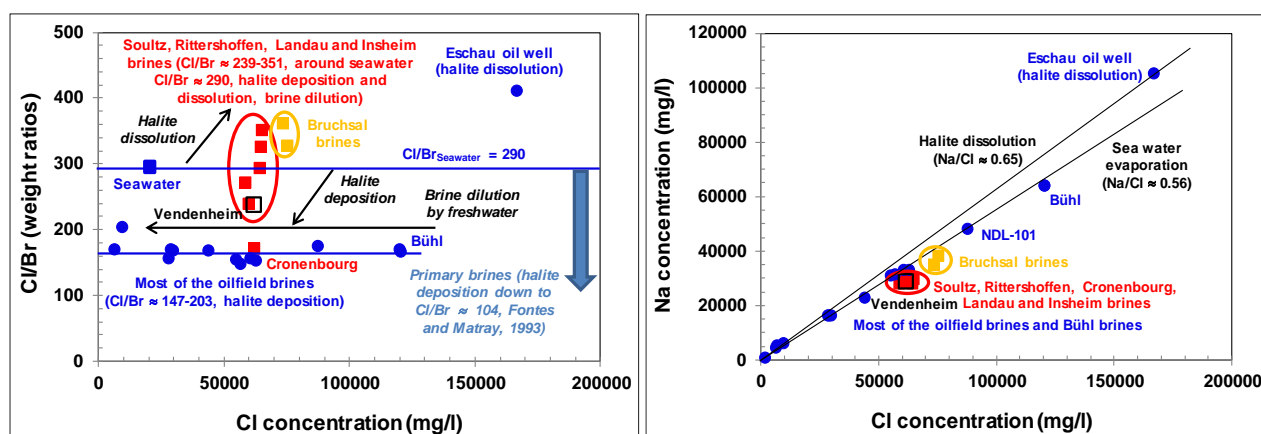 500
400
300
200
100
0
Cl/Br (weight ratios)
Soultz, Rittershoffen, Landau and Insheim
brines (Cl/Br ≈ 239-351, around seawater
Cl/Br ≈ 290, halite deposition and
dissolution, brine dilution)
Eschau oil well
(halite dissolution)
Halite
dissolution
Bruchsal
brines
Cl/BrSeawater = 290
Seawater
Halite
deposition
Brine dilution
by freshwater
Vendenheim
Bühl
Cronenbourg
Most of the oilfield brines
(Cl/Br ≈ 147-203, halite deposition)
Primary brines (halite
deposition down to
Cl/Br ≈ 104, Fontes
and Matray, 1993)
0 50000 100000 150000 200000
Cl concentration (mg/l)
120000
100000
80000
60000
40000
20000
0
Na concentration (mg/l)
Eschau oil well
(halite dissolution)
Halite dissolution
(Na/Cl ≈ 0.65)
Sea water
evaporation
(Na/Cl ≈ 0.56)
Bühl
NDL-101
Bruchsal brines
Soultz, Rittershoffen, Cronenbourg,
Vendenheim Landau and Insheim brines
Most of the oilfield brines and Bühl brines
0 50000 100000 150000 200000
Cl concentration (mg/l)